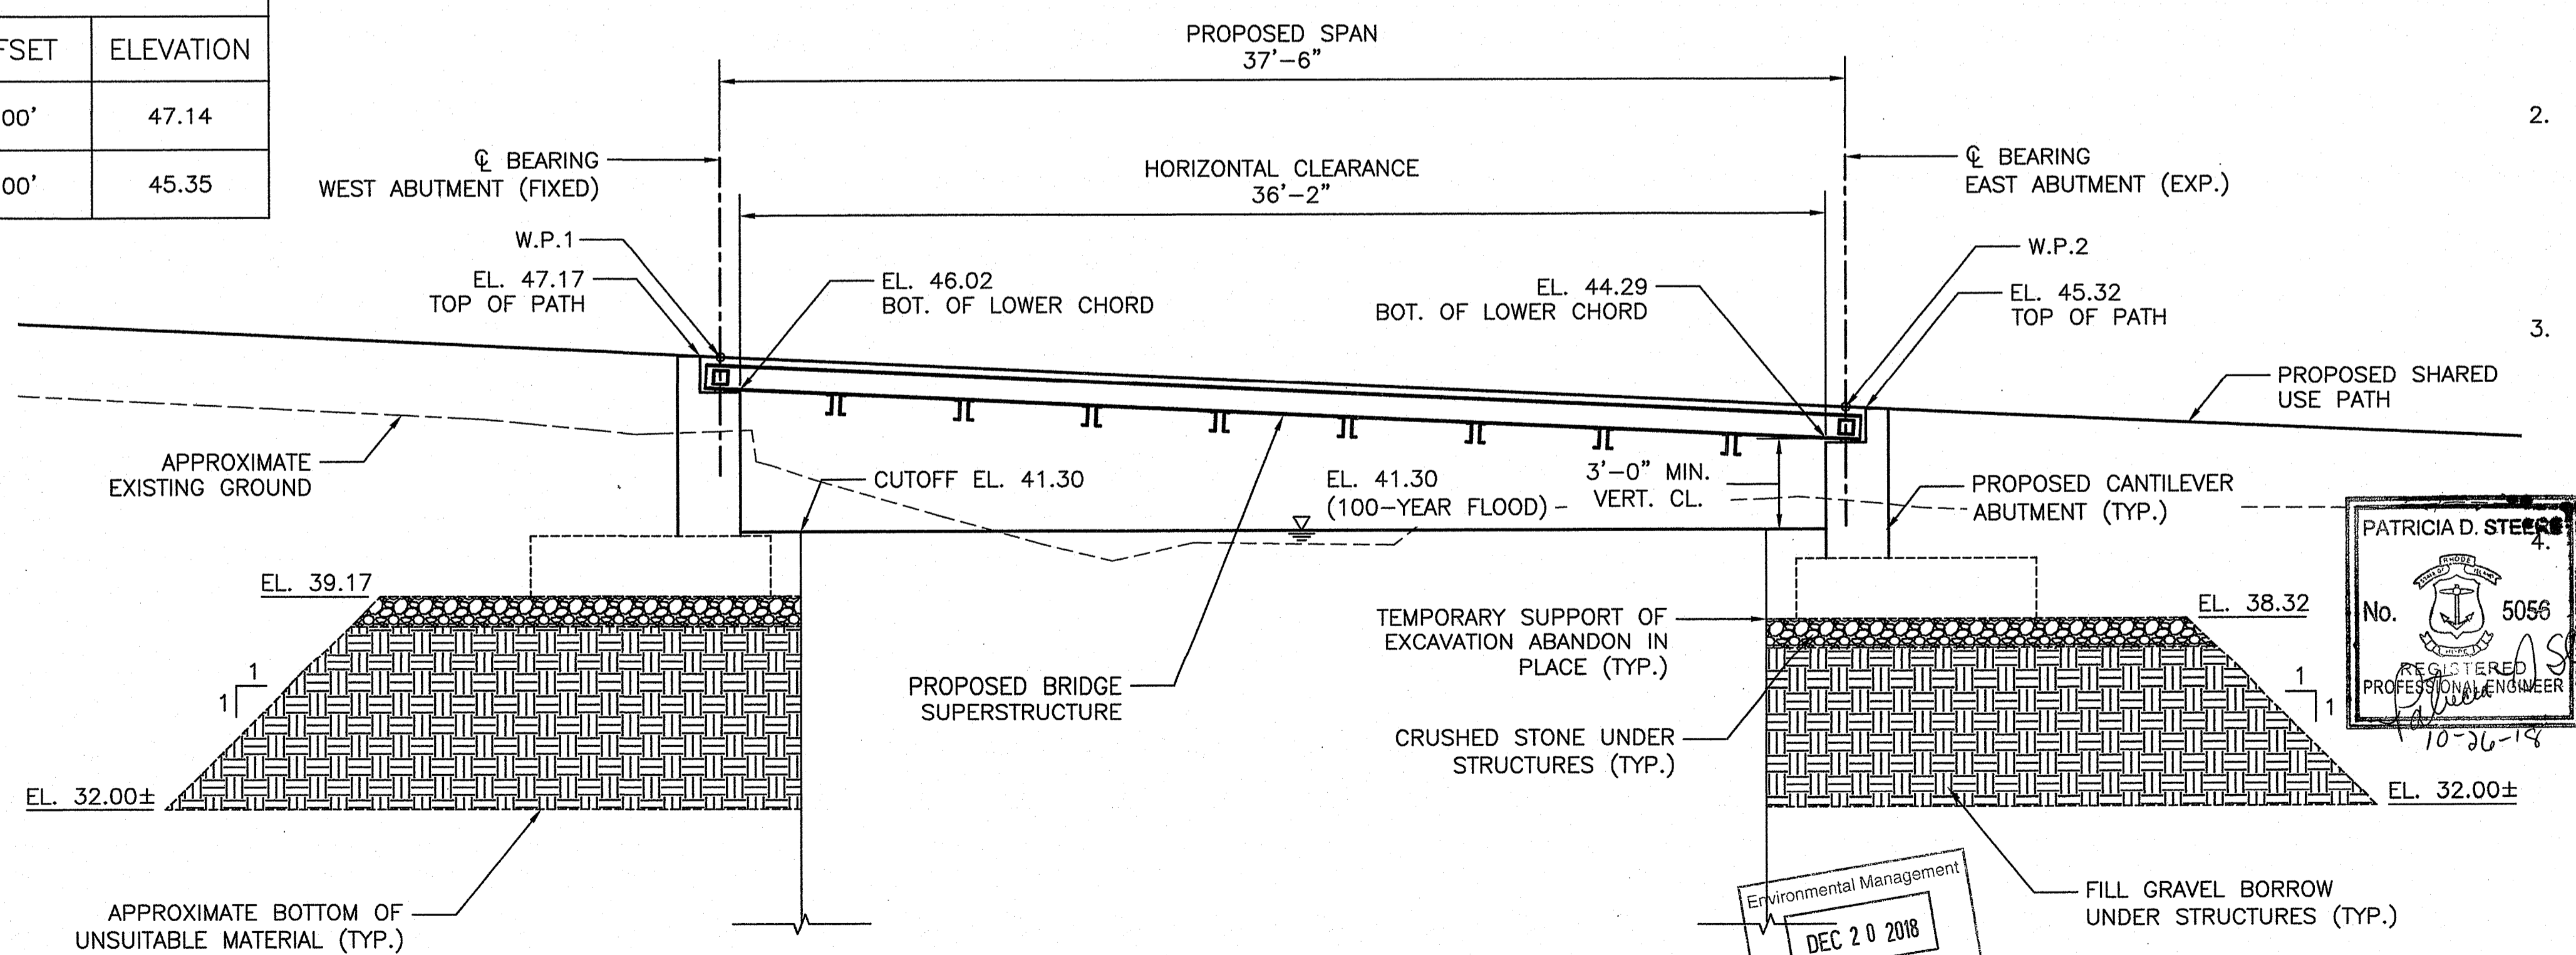 ELEVATION
00' 47.14
00' 45.35
PROPOSED SPAN
37'-6"
HORIZONTAL CLEARANCE
36'-2"
℄ BEARING
WEST ABUTMENT (FIXED)
℄ BEARING
EAST ABUTMENT (EXP.)
W.P.1
EL. 47.17
TOP OF PATH
EL. 46.02
BOT. OF LOWER CHORD
EL. 44.29
BOT. OF LOWER CHORD
W.P.2
EL. 45.32
TOP OF PATH
PROPOSED SHARED
USE PATH
APPROXIMATE
EXISTING GROUND
CUTOFF EL. 41.30
EL. 41.30
(100-YEAR FLOOD)
3'-0" MIN.
VERT. CL.
PROPOSED CANTILEVER
ABUTMENT (TYP.)
EL. 39.17
EL. 38.32
TEMPORARY SUPPORT OF
EXCAVATION ABANDON IN
PLACE (TYP.)
PROPOSED BRIDGE
SUPERSTRUCTURE
CRUSHED STONE UNDER
STRUCTURES (TYP.)
1
1
1
1
EL. 32.00±
EL. 32.00±
APPROXIMATE BOTTOM OF
UNSUITABLE MATERIAL (TYP.)
FILL GRAVEL BORROW
UNDER STRUCTURES (TYP.)
2.
3.
4.
PATRICIA D. STEERE
RHODE
STATE OF ISLAND
No. 5056
HOPE
REGISTERED
PROFESSIONAL ENGINEER
10-26-18
Environmental Management
DEC 20 2018